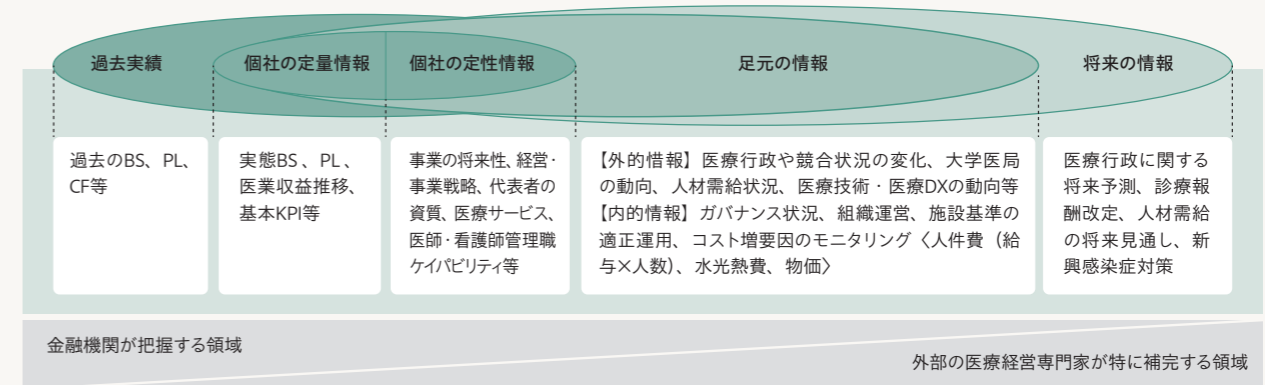 過去実績
個社の定量情報
個社の定性情報
足元の情報
将来の情報
過去のBS、PL、
CF等
実態BS、PL、
医業収益推移、
基本KPI等
事業の将来性、経営・
事業戦略、代表者の
資質、医療サービス、
医師・看護師管理職
ケイパビリティ等
【外的惜報】医療行政や競合状況の変化、大学医局
の動向、人材需給状況、医療技術・医療DXの動向等
【内的情報】ガバナンス状況、組織運営、施設基準の
適正運用、コスト増要因のモニタリング〈人件費（給
与×人数）、水光熱費、物価〉
医療行政に関する
将来予測、診療報
酬改定、人材需給
の将来見通し、新
興感染症対策
金融機関が把握する領域
外部の医療経営専門家が特に補完する領域